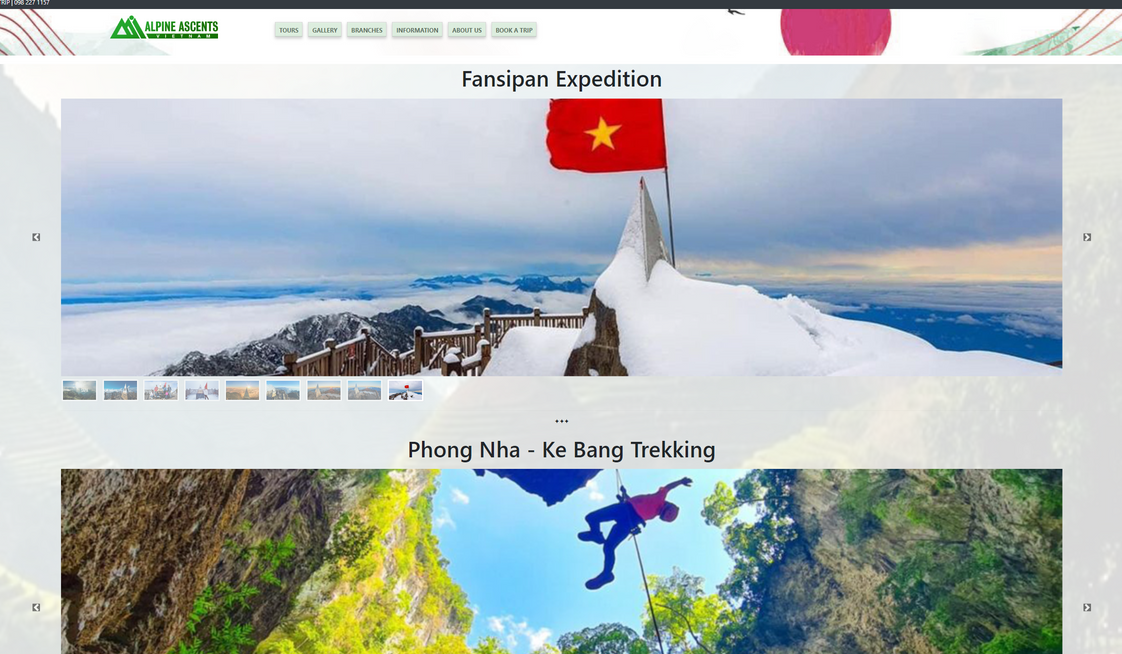 TRIP | 098 227 1157
ALPINE ASCENTS
VIETNAM
TOURS GALLERY BRANCHES INFORMATION ABOUT US BOOK A TRIP
Fansipan Expedition
Phong Nha - Ke Bang Trekking